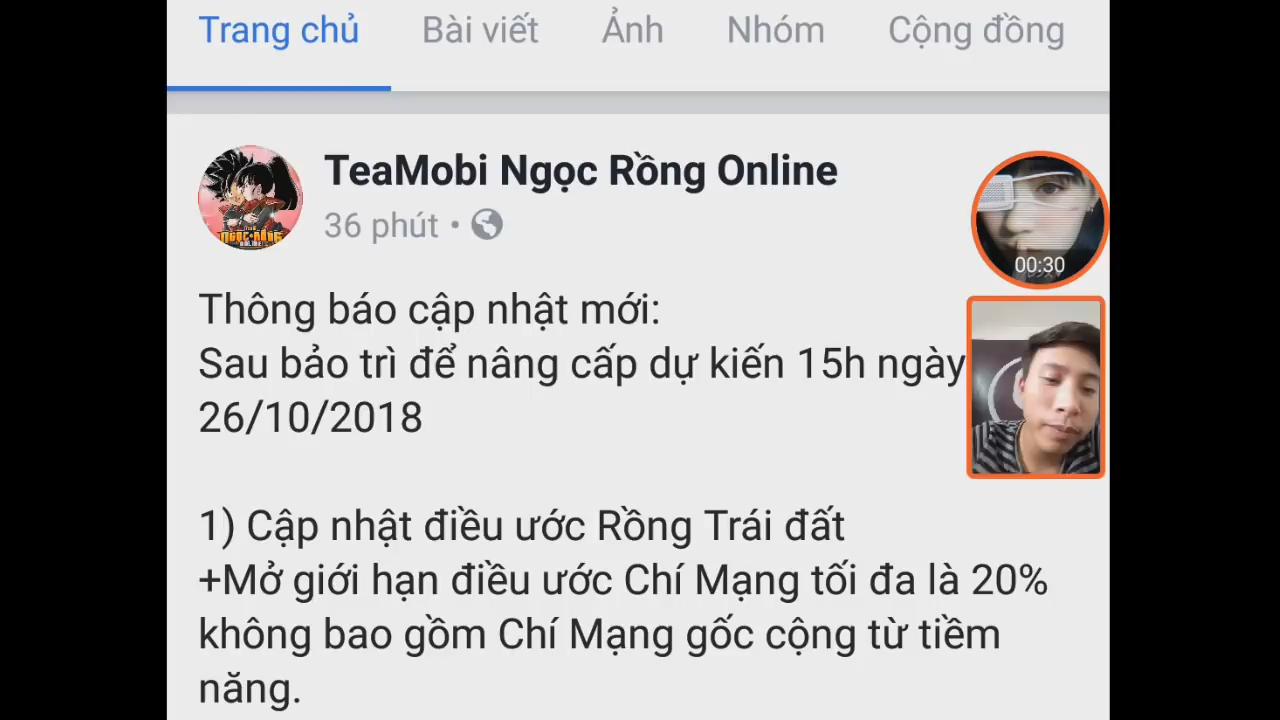 Trang chủ Bài viết Ảnh Nhóm Cộng đồng
TeaMobi Ngọc Rồng Online
36 phút •
00:30
Thông báo cập nhật mới:
Sau bảo trì để nâng cấp dự kiến 15h ngày
26/10/2018
1) Cập nhật điều ước Rồng Trái đất
+Mở giới hạn điều ước Chí Mạng tối đa là 20%
không bao gồm Chí Mạng gốc cộng từ tiềm
năng.